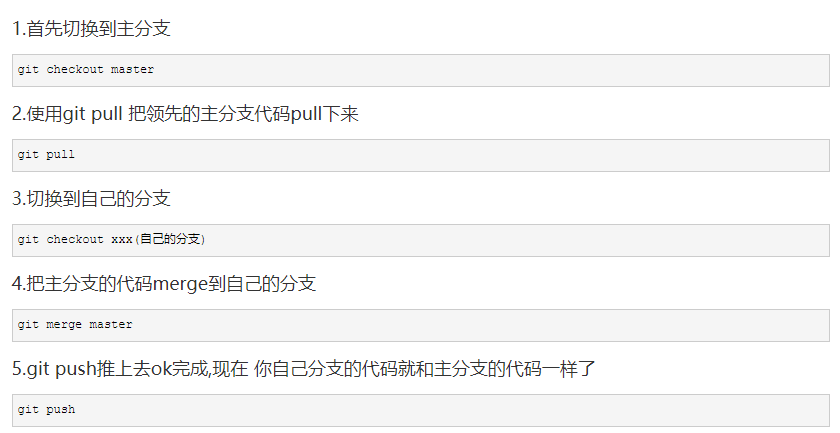 1.首先切换到主分支
git checkout master
2.使用git pull 把领先的主分支代码pull下来
git pull
3.切换到自己的分支
git checkout xxx(自己的分支)
4.把主分支的代码merge到自己的分支
git merge master
5.git push推上去ok完成,现在 你自己分支的代码就和主分支的代码一样了
git push